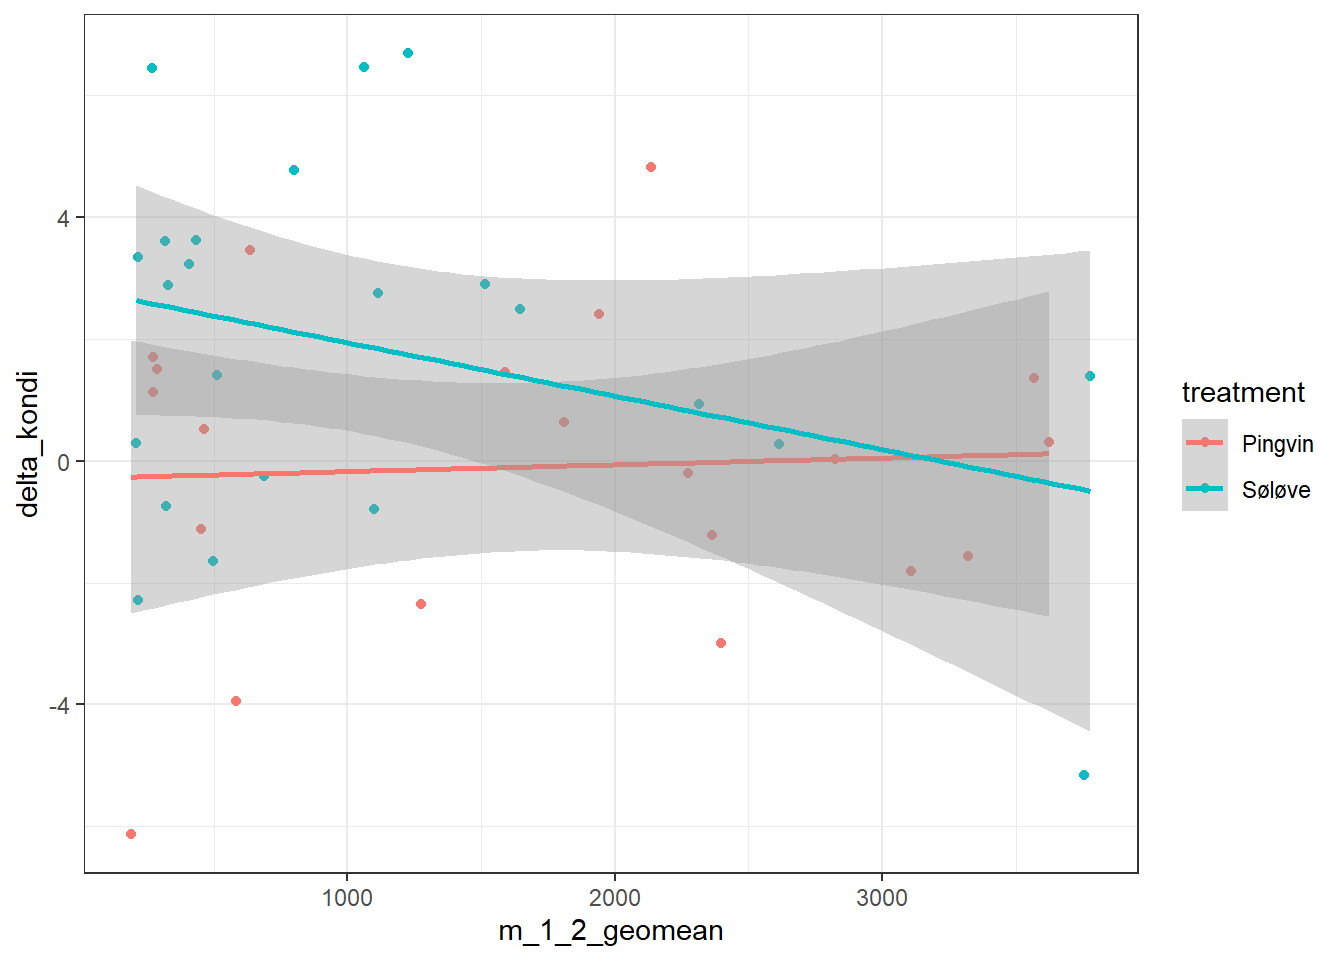 4
0
-4
delta_kondi
1000
2000
3000
m_1_2_geomean
treatment
Pingvin
Søløve